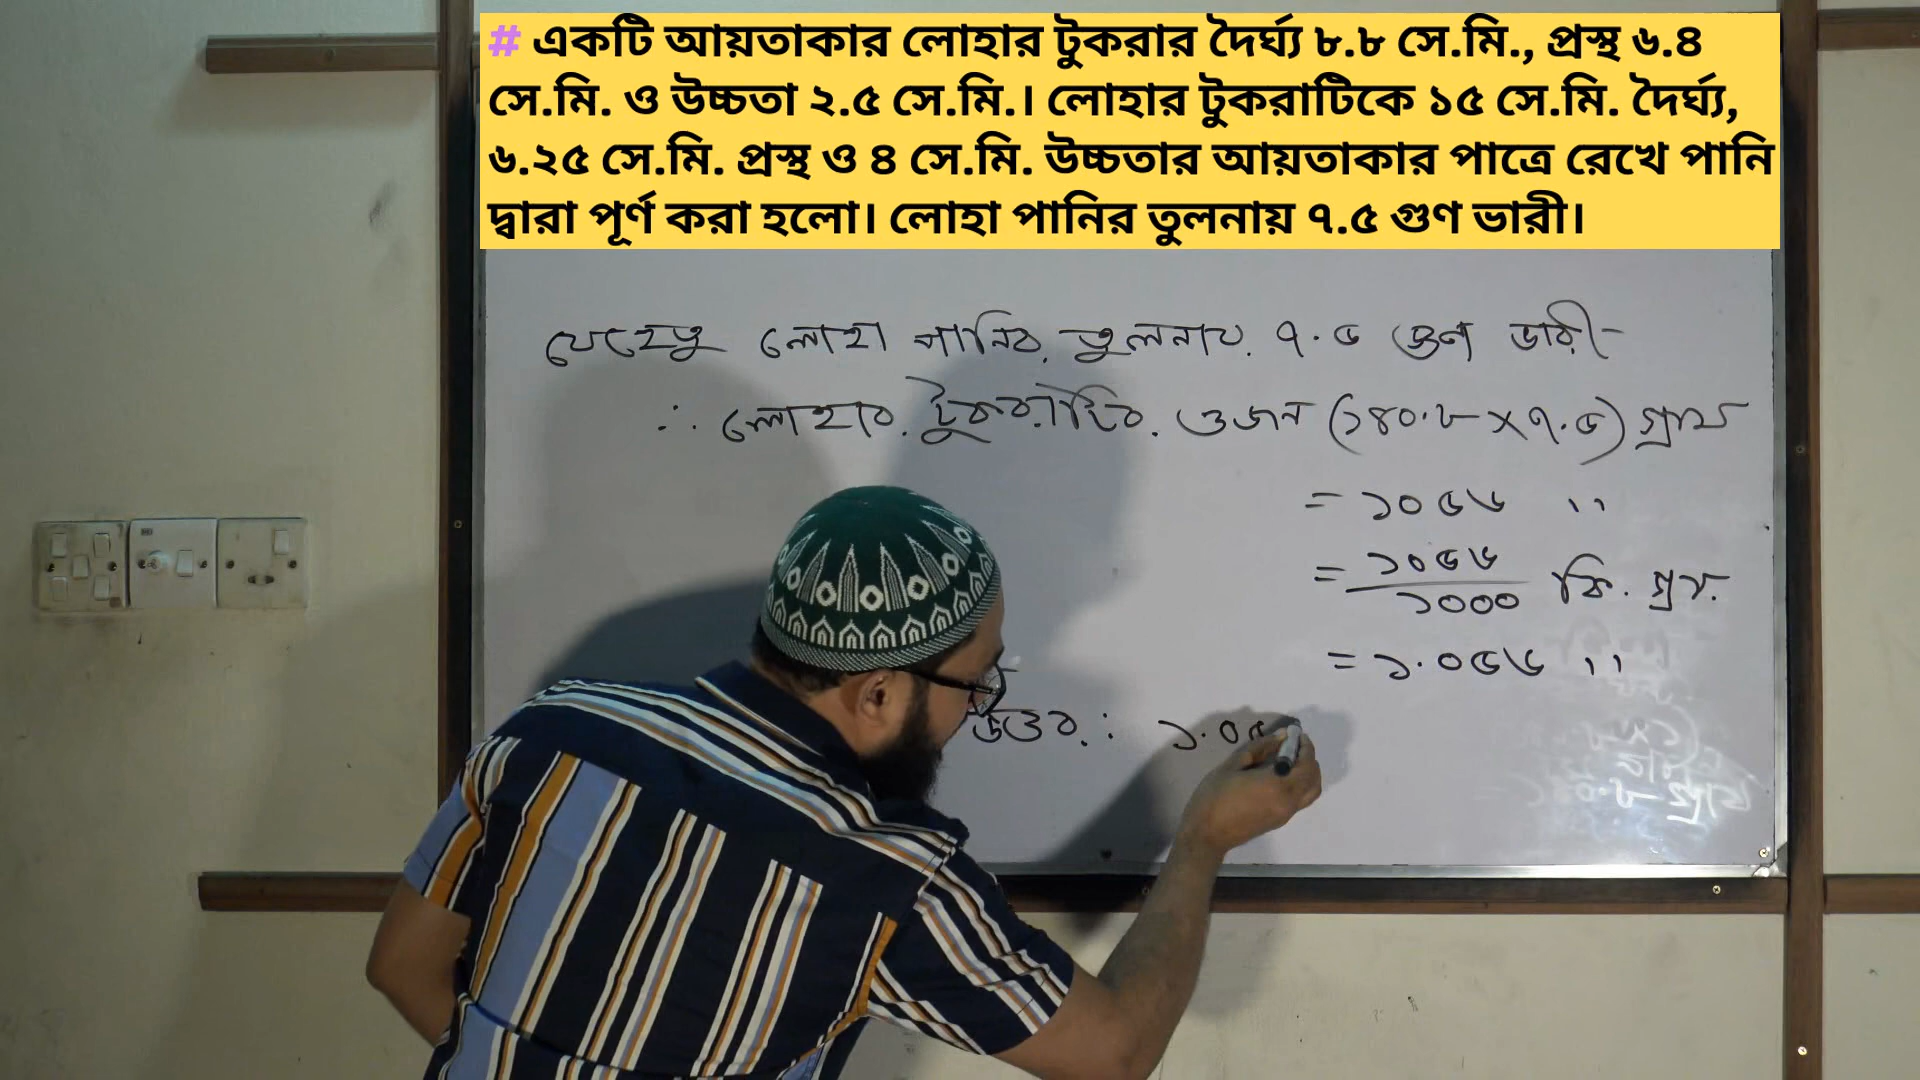 # একটি আয়তাকার লোহার টুকরার দৈর্ঘ্য ৮.৮ সে.মি., প্রস্থ ৬.৪
সে.মি. ও উচ্চতা ২.৫ সে.মি.। লোহার টুকরাটিকে ১৫ সে.মি. দৈর্ঘ্য,
৬.২৫ সে.মি. প্রস্থ ও ৪ সে.মি. উচ্চতার আয়তাকার পাত্রে রেখে পানি
দ্বারা পূর্ণ করা হলো। লোহা পানির তুলনায় ৭.৫ গুণ ভারী।
যেহেতু লোহা পানির তুলনায় ৭.৫ গুণ ভারী
∴ লোহার টুকরাটির ওজন (১৪০.৮ × ৭.৫) গ্রাম
= ১০৫৬ ,,
= ১০৫৬
১০০০ কি. গ্রা.
= ১.০৫৬ ,,
উত্তর : ১.০৫